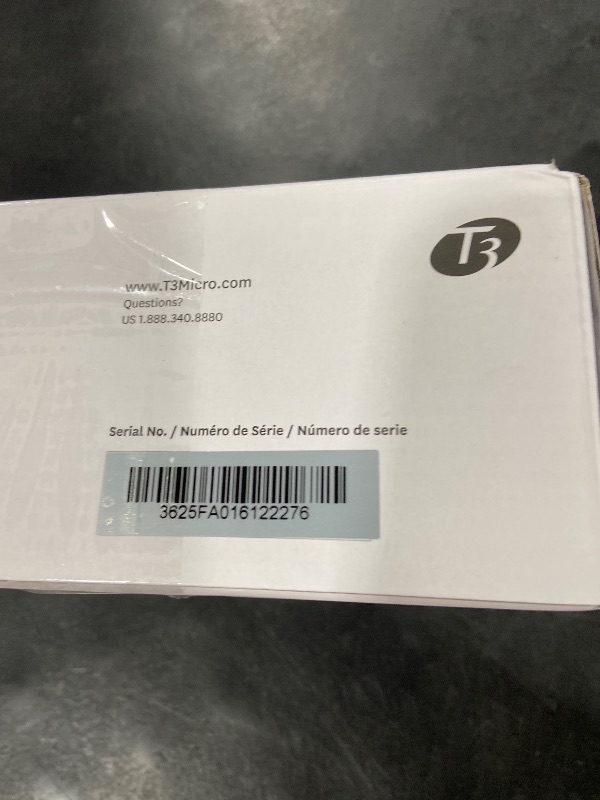 T3
www.T3Micro.com
Questions?
US 1.888.340.8880
Serial No. / Numéro de Série / Número de serie
3625FA016122276